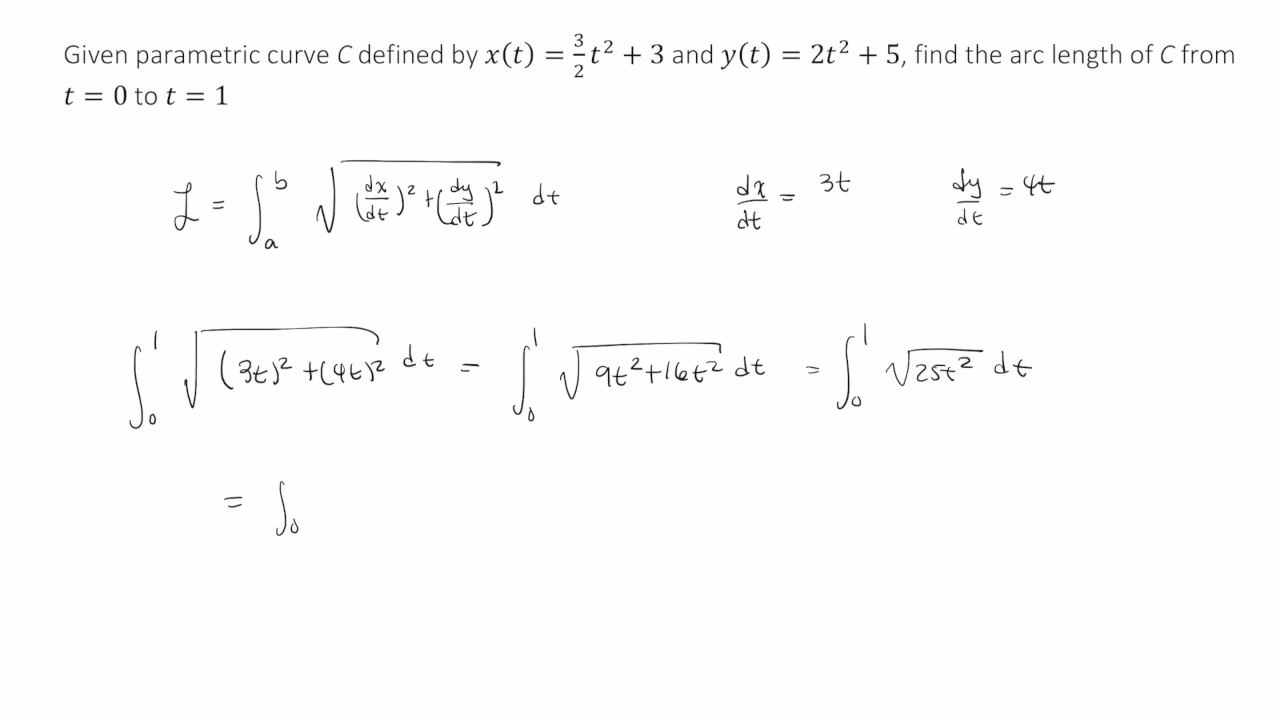 Given parametric curve C defined by x(t) = 3/2 t² + 3 and y(t) = 2t² + 5, find the arc length of C from
t = 0 to t = 1
L = ∫_a^b √((dx/dt)² + (dy/dt)²) dt    dx/dt = 3t    dy/dt = 4t
∫_0^1 √((3t)² + (4t)²) dt = ∫_0^1 √(9t² + 16t²) dt = ∫_0^1 √(25t²) dt
= ∫_0